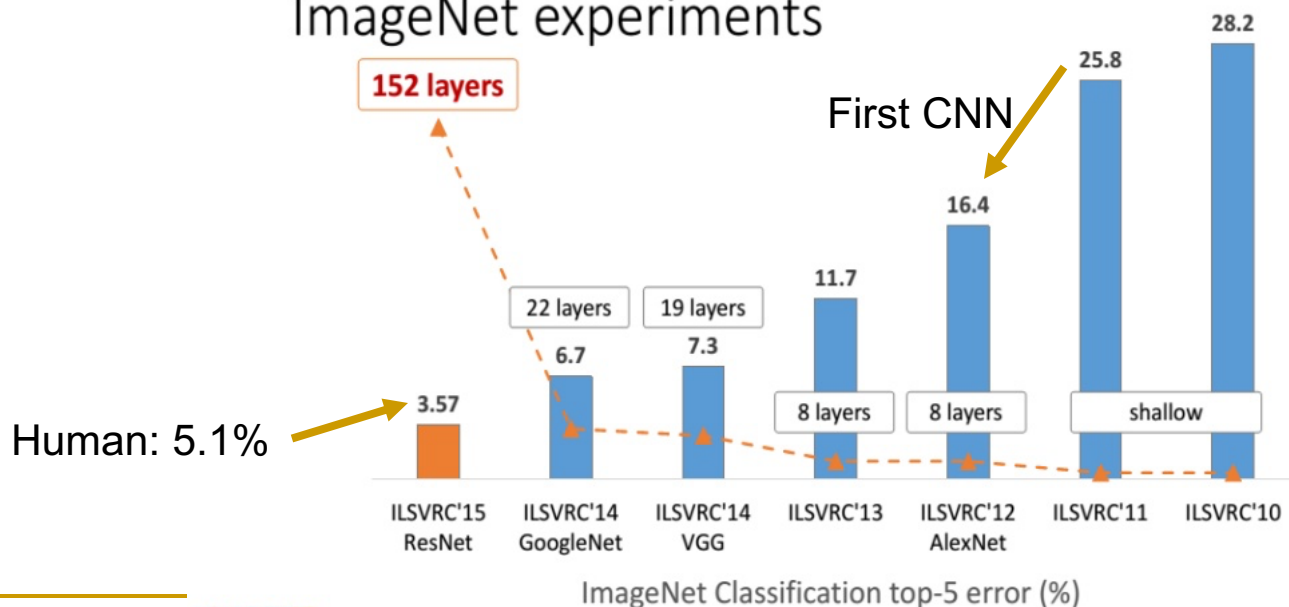 ImageNet experiments
28.2
25.8
152 layers
First CNN
16.4
11.7
22 layers
19 layers
6.7
7.3
3.57
8 layers
8 layers
shallow
Human: 5.1%
ILSVRC'15
ResNet
ILSVRC'14
GoogleNet
ILSVRC'14
VGG
ILSVRC'13
ILSVRC'12
AlexNet
ILSVRC'11
ILSVRC'10
ImageNet Classification top-5 error (%)